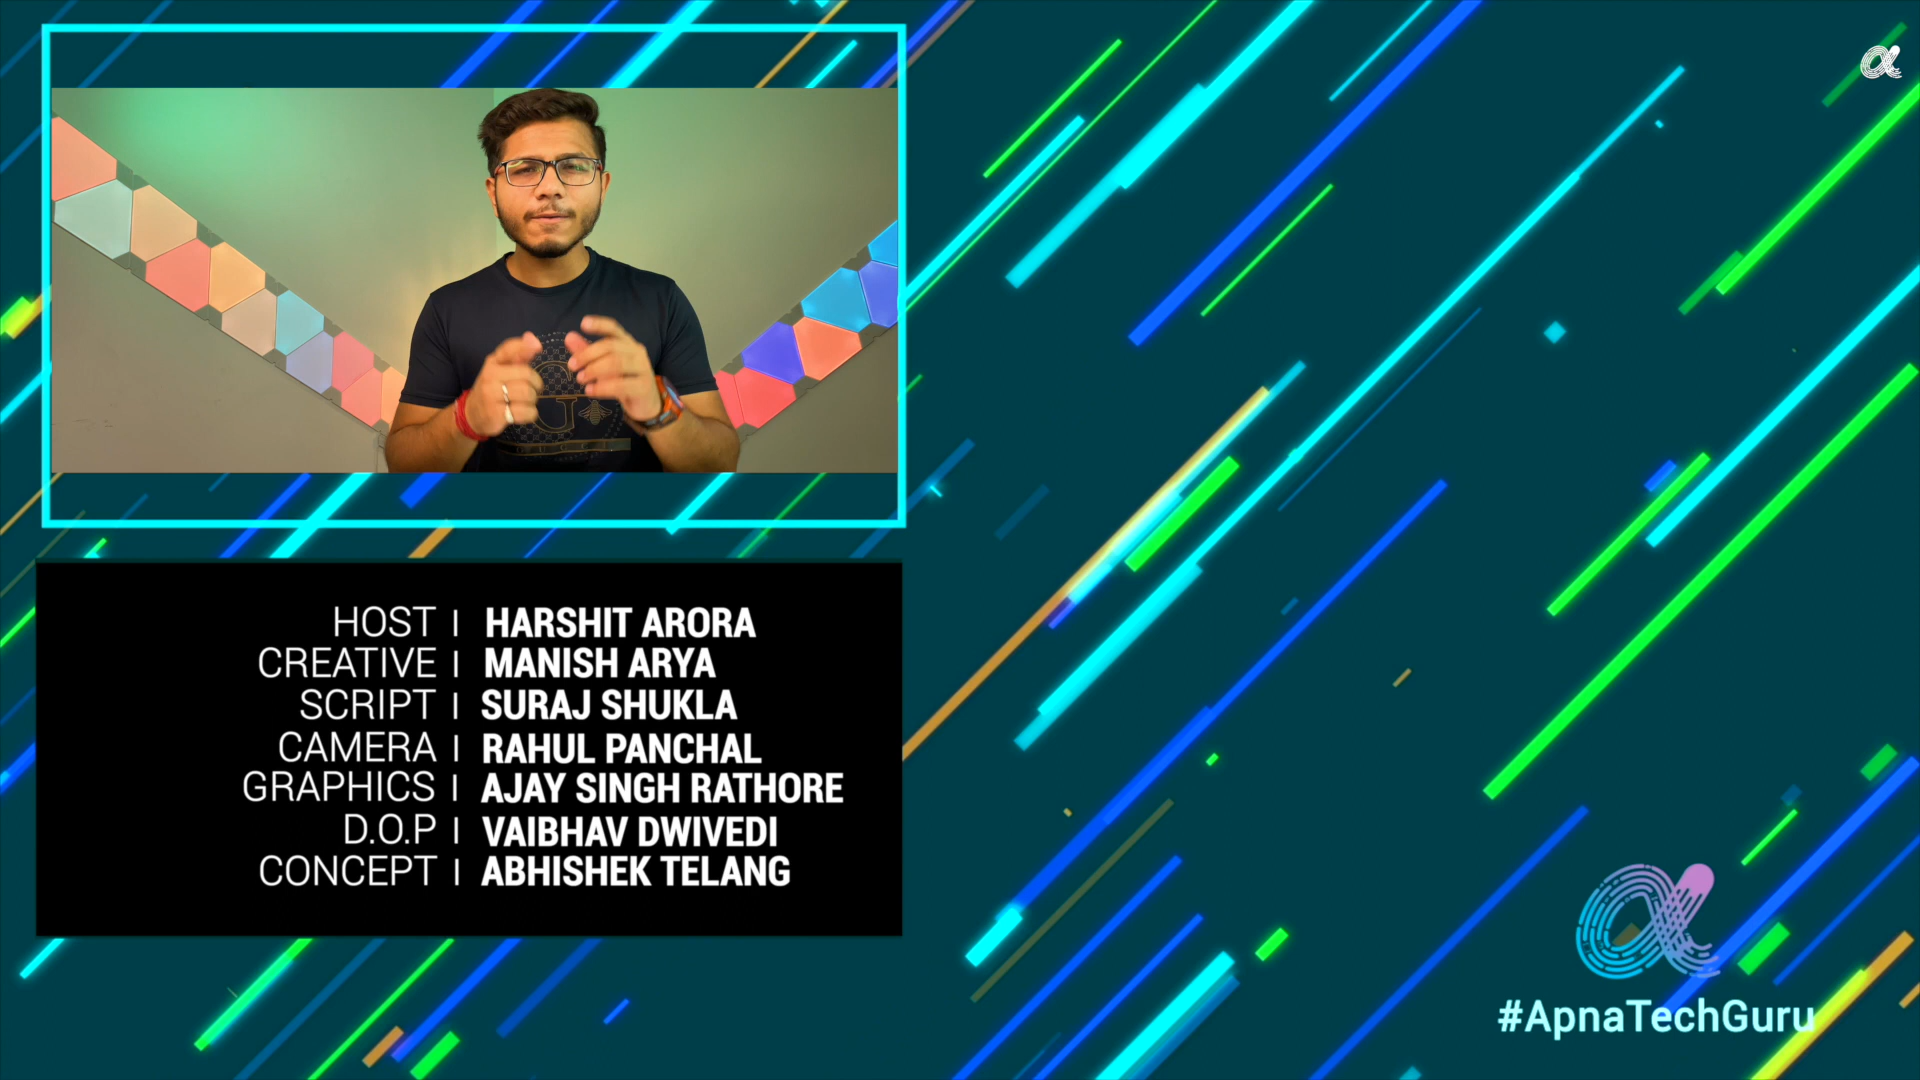 HOST | HARSHIT ARORA
CREATIVE | MANISH ARYA
SCRIPT | SURAJ SHUKLA
CAMERA | RAHUL PANCHAL
GRAPHICS | AJAY SINGH RATHORE
D.O.P | VAIBHAV DWIVEDI
CONCEPT | ABHISHEK TELANG
#ApnaTechGuru